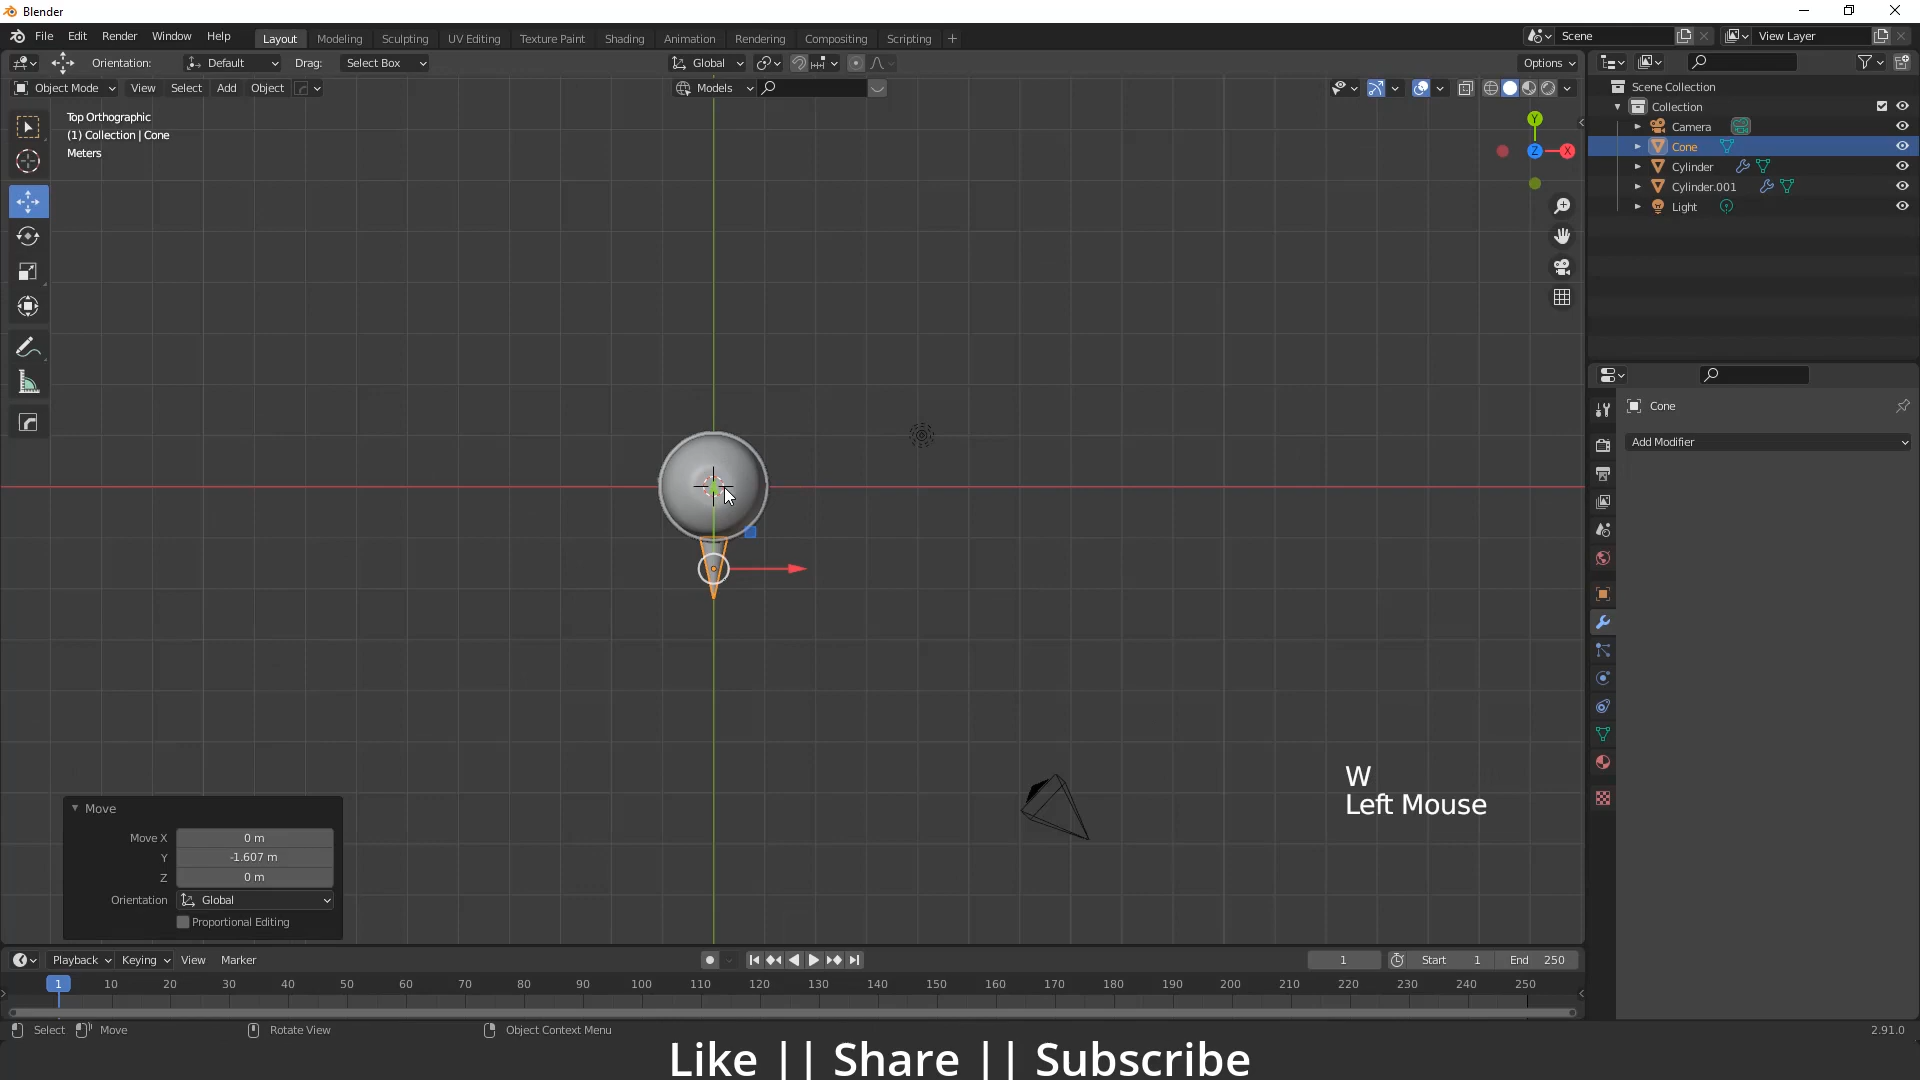 Blender
File Edit Render Window Help
Layout Modeling Sculpting UV Editing Texture Paint Shading Animation Rendering Compositing Scripting +
Scene
View Layer
Orientation: Default Drag: Select Box
Global
Options
Object Mode View Select Add Object
Models
Top Orthographic
(1) Collection | Cone
Meters
Y
Z
X
Scene Collection
Collection
Camera
Cone
Cylinder
Cylinder.001
Light
Cone
Add Modifier
W
Left Mouse
Move
Move X 0 m
Y -1.607 m
Z 0 m
Orientation Global
Proportional Editing
Playback Keying View Marker
1 Start 1 End 250
1 10 20 30 40 50 60 70 80 90 100 110 120 130 140 150 160 170 180 190 200 210 220 230 240 250
Select Move Rotate View Object Context Menu 2.91.0
Like || Share || Subscribe